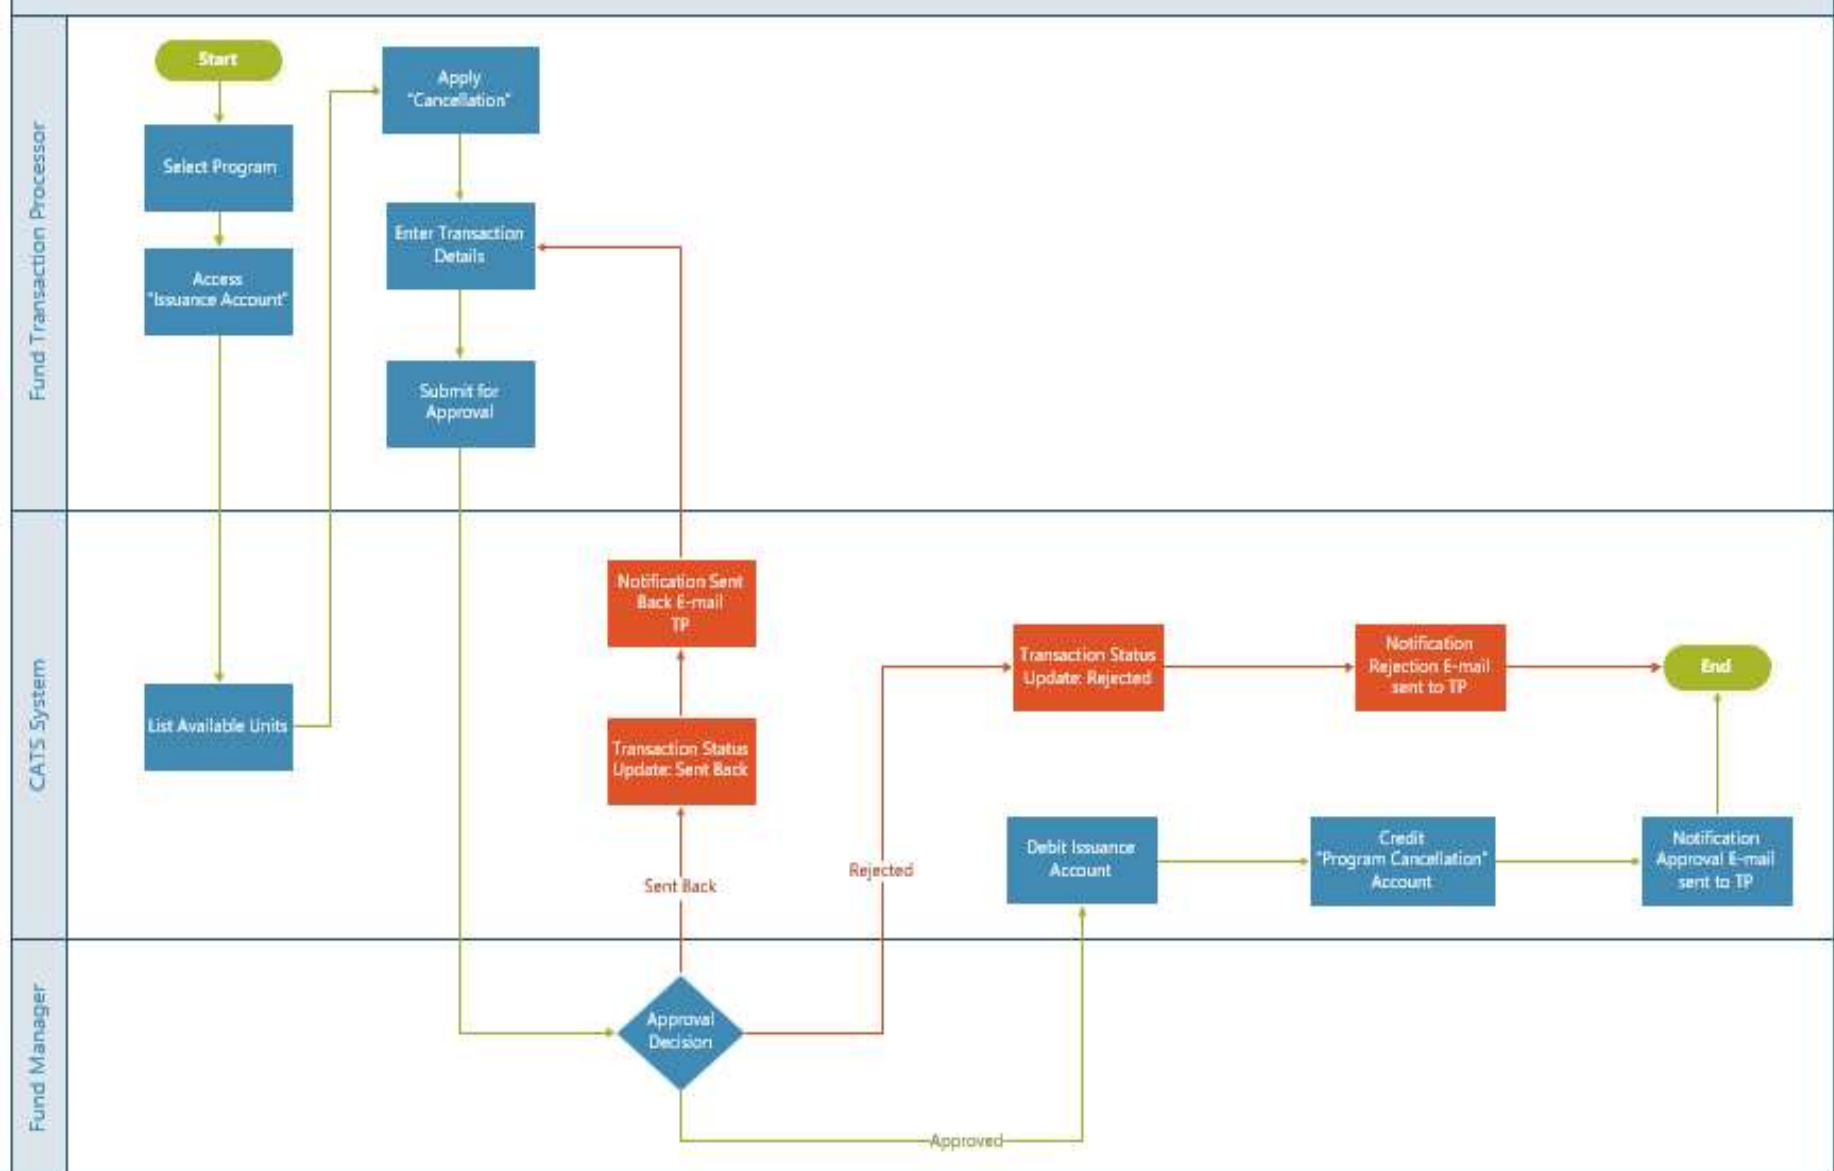 Fund Transaction Processor
Start
Select Program
Access
"Issuance Account"
Apply
"Cancellation"
Enter Transaction
Details
Submit for
Approval
CATS System
List Available Units
Notification Sent
Back E-mail
TP
Transaction Status
Update: Sent Back
Sent Back
Rejected
Transaction Status
Update: Rejected
Notification
Rejection E-mail
sent to TP
End
Debit Issuance
Account
Credit
"Program Cancellation"
Account
Notification
Approval E-mail
sent to TP
Fund Manager
Approval
Decision
Approved